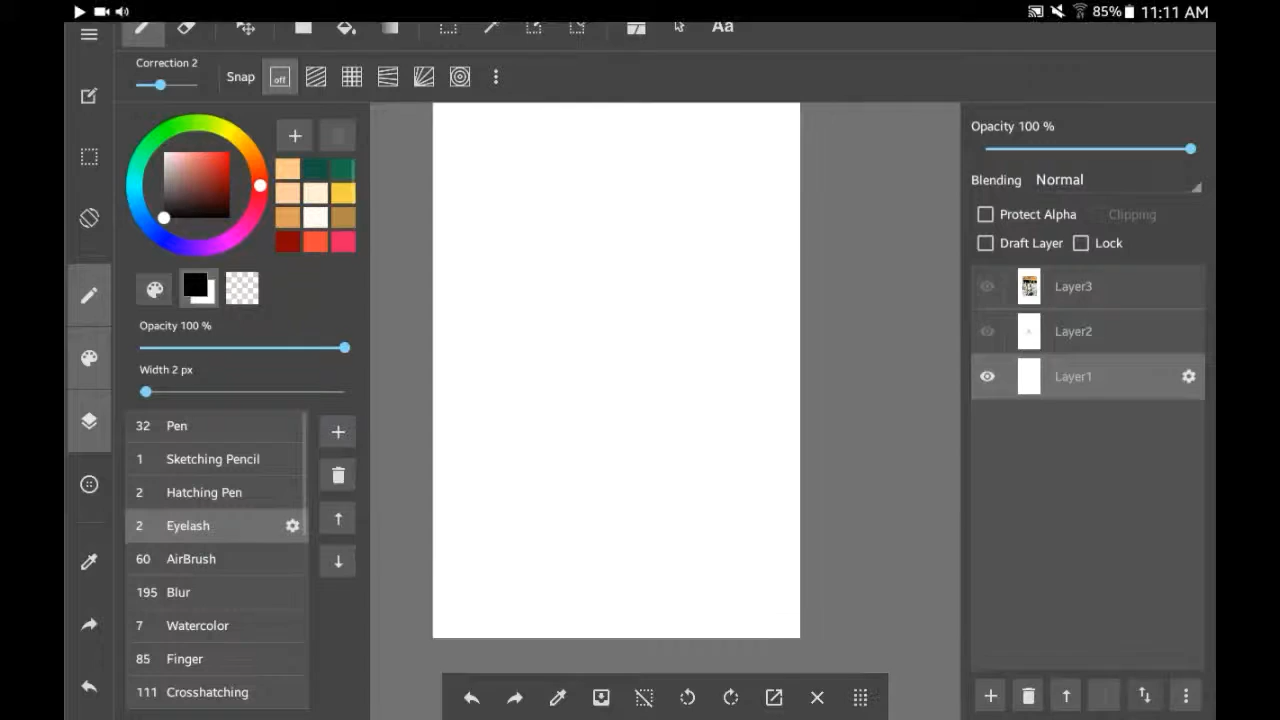 85% 11:11 AM
Aa
Correction 2
Snap
off
Opacity 100 %
Width 2 px
32 Pen
1 Sketching Pencil
2 Hatching Pen
2 Eyelash
60 AirBrush
195 Blur
7 Watercolor
85 Finger
111 Crosshatching
Opacity 100 %
Blending Normal
Protect Alpha Clipping
Draft Layer Lock
Layer3
Layer2
Layer1